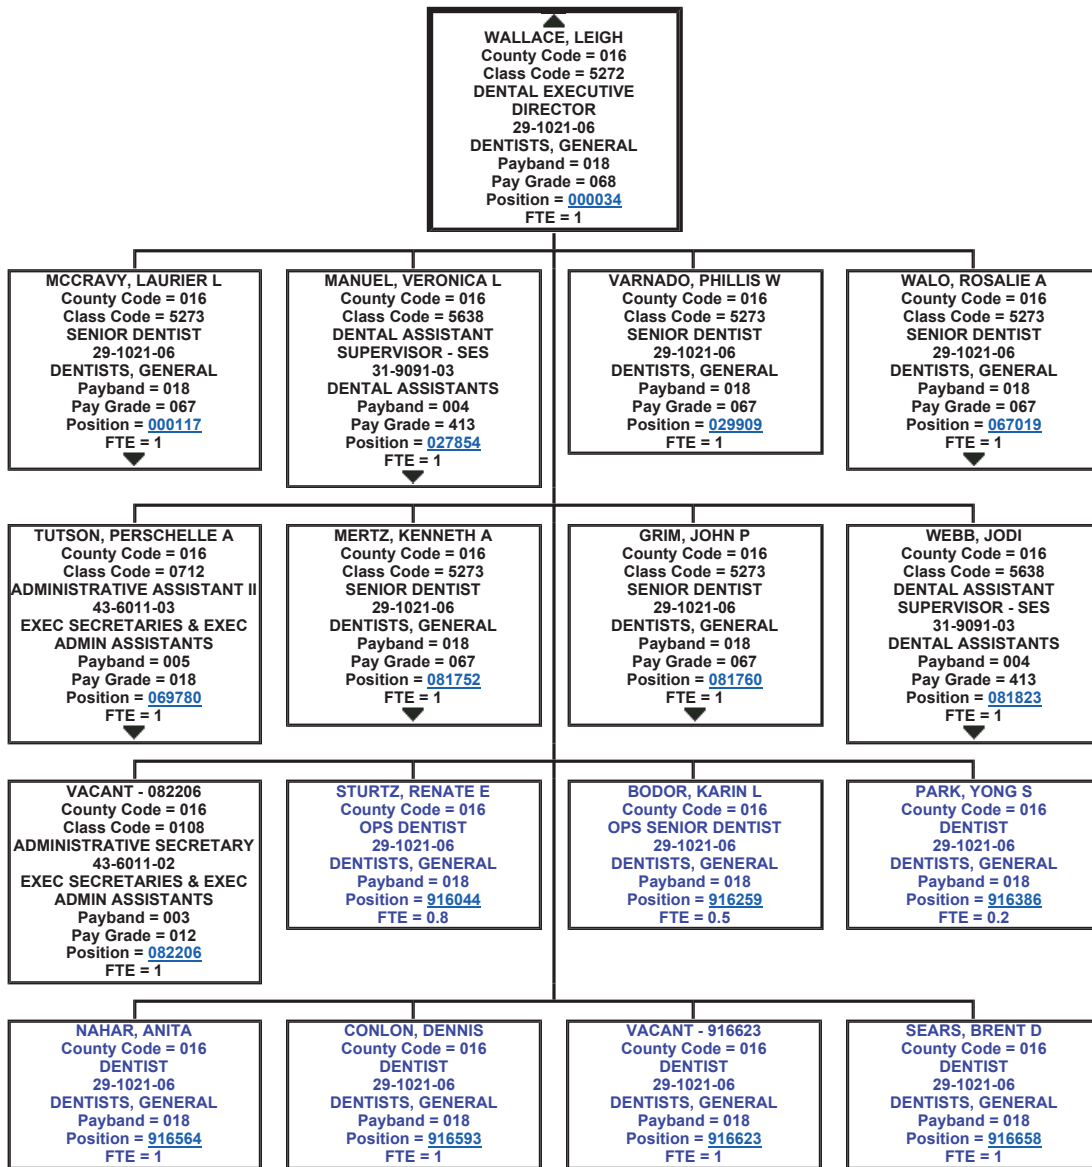 WALLACE, LEIGH
County Code = 016
Class Code = 5272
DENTAL EXECUTIVE
DIRECTOR
29-1021-06
DENTISTS, GENERAL
Payband = 018
Pay Grade = 068
Position = 000034
FTE = 1
MCCRAVY, LAURIER L
County Code = 016
Class Code = 5273
SENIOR DENTIST
29-1021-06
DENTISTS, GENERAL
Payband = 018
Pay Grade = 067
Position = 000117
FTE = 1
MANUEL, VERONICA L
County Code = 016
Class Code = 5638
DENTAL ASSISTANT
SUPERVISOR - SES
31-9091-03
DENTAL ASSISTANTS
Payband = 004
Pay Grade = 413
Position = 027854
FTE = 1
VARNADO, PHILLIS W
County Code = 016
Class Code = 5273
SENIOR DENTIST
29-1021-06
DENTISTS, GENERAL
Payband = 018
Pay Grade = 067
Position = 029909
FTE = 1
WALO, ROSALIE A
County Code = 016
Class Code = 5273
SENIOR DENTIST
29-1021-06
DENTISTS, GENERAL
Payband = 018
Pay Grade = 067
Position = 067019
FTE = 1
TUTSON, PERSCHELLE A
County Code = 016
Class Code = 0712
ADMINISTRATIVE ASSISTANT II
43-6011-03
EXEC SECRETARIES & EXEC
ADMIN ASSISTANTS
Payband = 005
Pay Grade = 018
Position = 069780
FTE = 1
MERTZ, KENNETH A
County Code = 016
Class Code = 5273
SENIOR DENTIST
29-1021-06
DENTISTS, GENERAL
Payband = 018
Pay Grade = 067
Position = 081752
FTE = 1
GRIM, JOHN P
County Code = 016
Class Code = 5273
SENIOR DENTIST
29-1021-06
DENTISTS, GENERAL
Payband = 018
Pay Grade = 067
Position = 081760
FTE = 1
WEBB, JODI
County Code = 016
Class Code = 5638
DENTAL ASSISTANT
SUPERVISOR - SES
31-9091-03
DENTAL ASSISTANTS
Payband = 004
Pay Grade = 413
Position = 081823
FTE = 1
VACANT - 082206
County Code = 016
Class Code = 0108
ADMINISTRATIVE SECRETARY
43-6011-02
EXEC SECRETARIES & EXEC
ADMIN ASSISTANTS
Payband = 003
Pay Grade = 012
Position = 082206
FTE = 1
STURTZ, RENATE E
County Code = 016
OPS DENTIST
29-1021-06
DENTISTS, GENERAL
Payband = 018
Position = 916044
FTE = 0.8
BODOR, KARIN L
County Code = 016
OPS SENIOR DENTIST
29-1021-06
DENTISTS, GENERAL
Payband = 018
Position = 916259
FTE = 0.5
PARK, YONG S
County Code = 016
DENTIST
29-1021-06
DENTISTS, GENERAL
Payband = 018
Position = 916386
FTE = 0.2
NAHAR, ANITA
County Code = 016
DENTIST
29-1021-06
DENTISTS, GENERAL
Payband = 018
Position = 916564
FTE = 1
CONLON, DENNIS
County Code = 016
DENTIST
29-1021-06
DENTISTS, GENERAL
Payband = 018
Position = 916593
FTE = 1
VACANT - 916623
County Code = 016
DENTIST
29-1021-06
DENTISTS, GENERAL
Payband = 018
Position = 916623
FTE = 1
SEARS, BRENT D
County Code = 016
DENTIST
29-1021-06
DENTISTS, GENERAL
Payband = 018
Position = 916658
FTE = 1